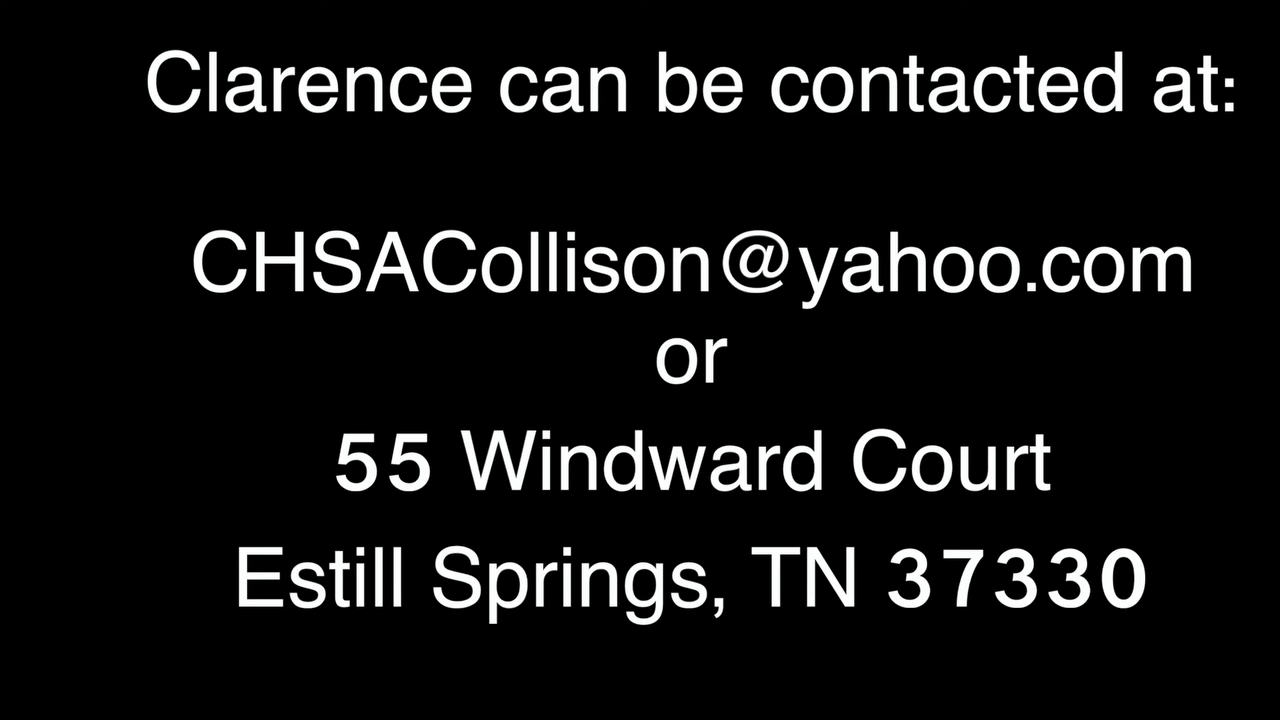 Clarence can be contacted at:
CHSACollison@yahoo.com
or
55 Windward Court
Estill Springs, TN 37330